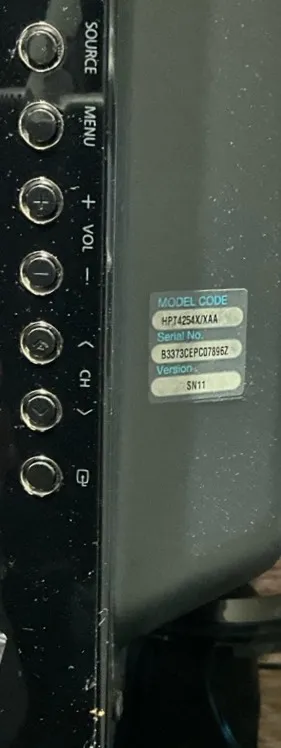 SOURCE
MENU
+ VOL −
< CH >
MODEL CODE
HPT4254X/XAA
Serial No.
B3373CEPC07896Z
Version
SN11